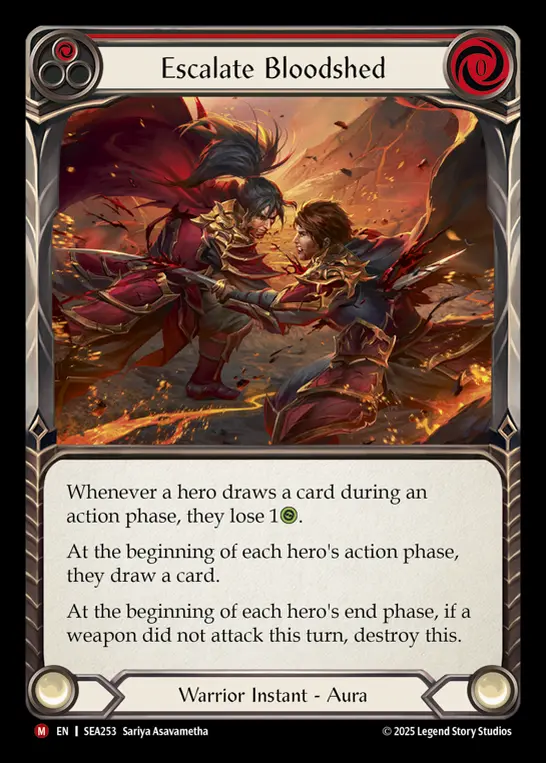 Escalate Bloodshed
0
Whenever a hero draws a card during an
action phase, they lose 1.
At the beginning of each hero's action phase,
they draw a card.
At the beginning of each hero's end phase, if a
weapon did not attack this turn, destroy this.
Warrior Instant - Aura
M EN | SEA253 Sariya Asavametha
© 2025 Legend Story Studios